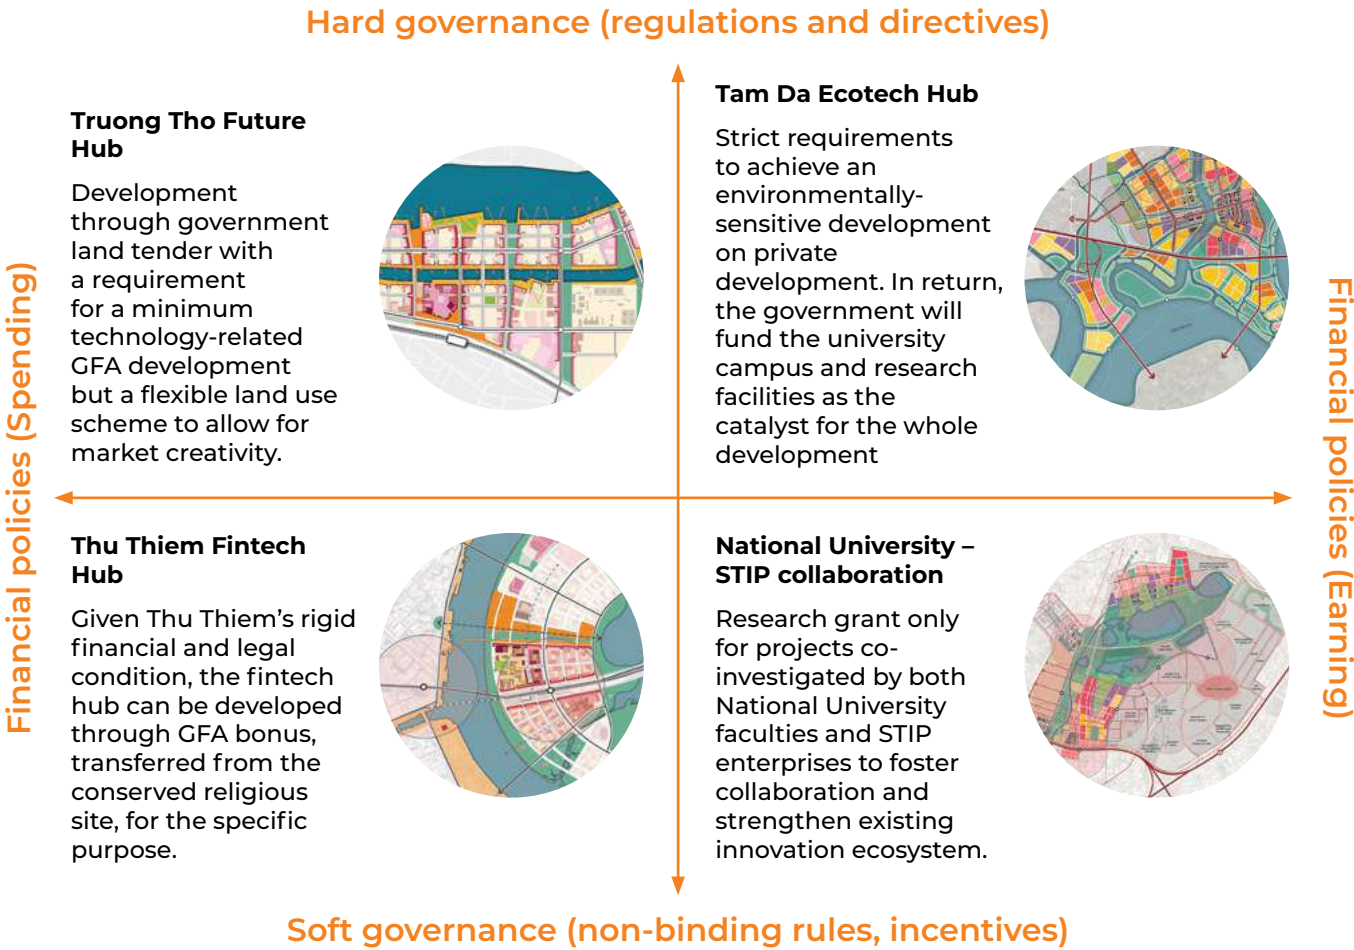 Hard governance (regulations and directives)
Financial policies (Spending)
Truong Tho Future
Hub
Development
through government
land tender with
a requirement
for a minimum
technology-related
GFA development
but a flexible land use
scheme to allow for
market creativity.
Tam Da Ecotech Hub
Strict requirements
to achieve an
environmentally-
sensitive development
on private
development. In return,
the government will
fund the university
campus and research
facilities as the
catalyst for the whole
development
Thu Thiem Fintech
Hub
Given Thu Thiem’s rigid
financial and legal
condition, the fintech
hub can be developed
through GFA bonus,
transferred from the
conserved religious
site, for the specific
purpose.
National University –
STIP collaboration
Research grant only
for projects co-
investigated by both
National University
faculties and STIP
enterprises to foster
collaboration and
strengthen existing
innovation ecosystem.
Financial policies (Earning)
Soft governance (non-binding rules, incentives)